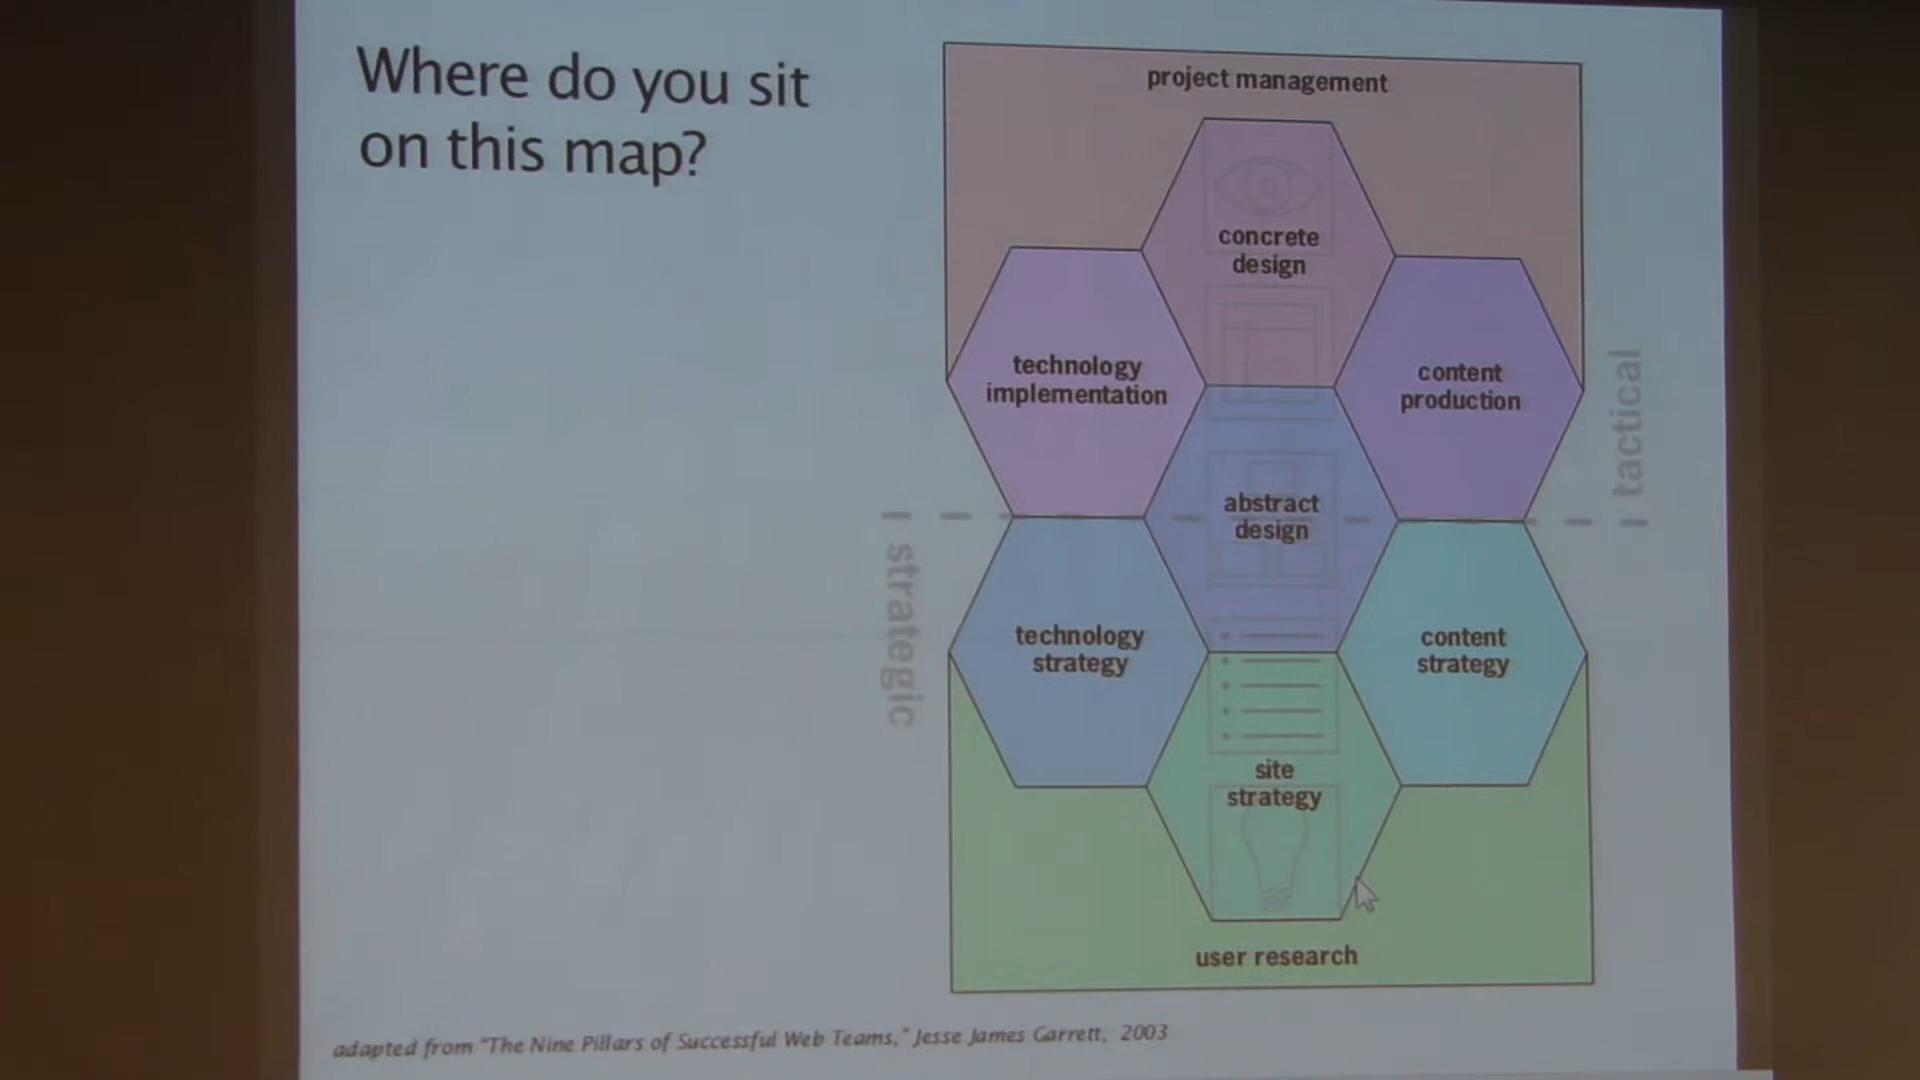 Where do you sit
on this map?
project management
concrete
design
technology
implementation
content
production
tactical
abstract
design
strategic
technology
strategy
content
strategy
site
strategy
user research
adapted from "The Nine Pillars of Successful Web Teams," Jesse James Garrett, 2003